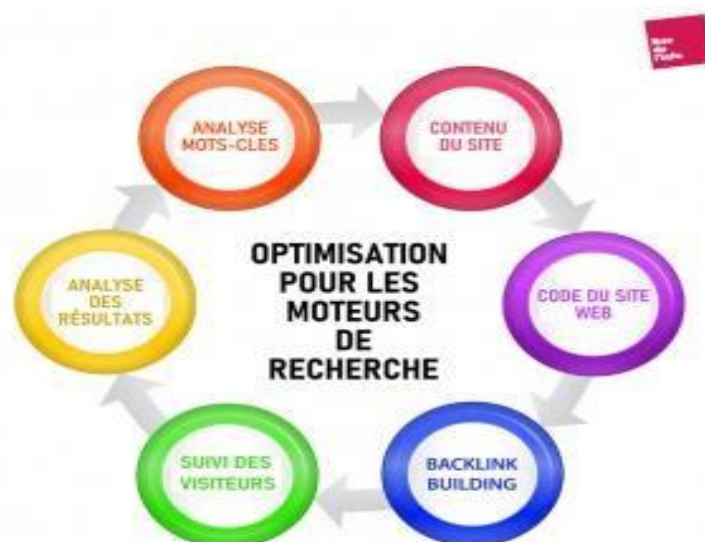 ANALYSE
MOTS-CLES
CONTENU
DU SITE
CODE DU SITE
WEB
BACKLINK
BUILDING
SUIVI DES
VISITEURS
ANALYSE
DES
RÉSULTATS
OPTIMISATION
POUR LES
MOTEURS
DE
RECHERCHE